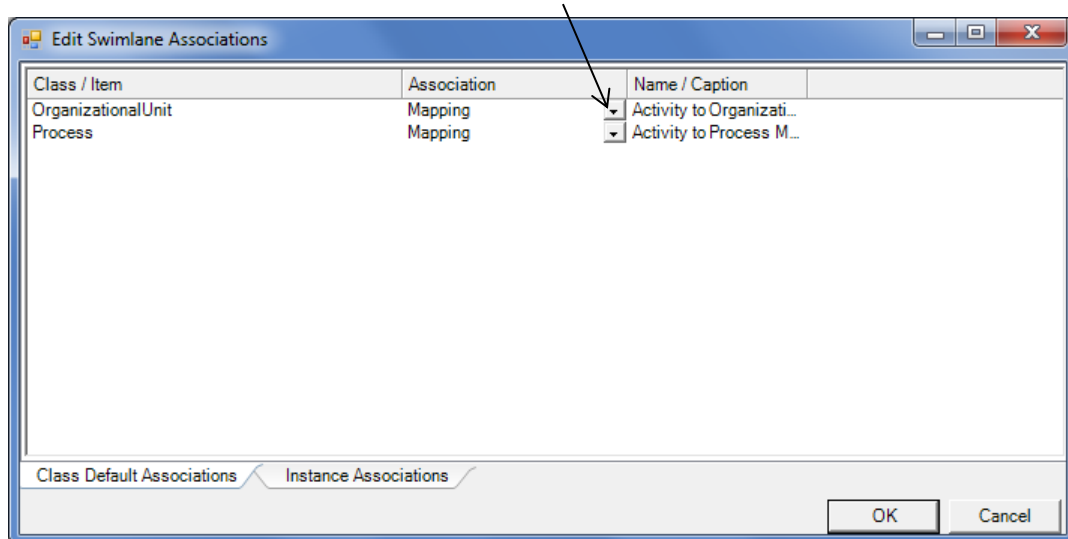 Edit Swimlane Associations
Class / Item Association Name / Caption
OrganizationalUnit Mapping Activity to Organizati...
Process Mapping Activity to Process M...
Class Default Associations Instance Associations
OK Cancel